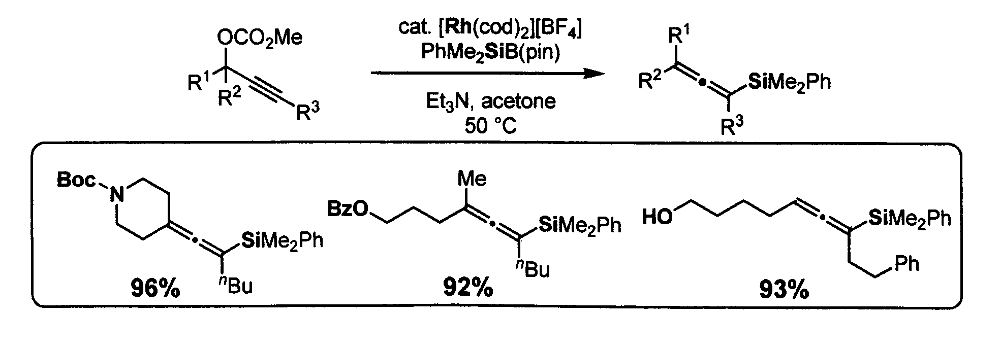 OCO₂Me
R¹
R²
R³
cat. [Rh(cod)₂][BF₄]
PhMe₂SiB(pin)
Et₃N, acetone
50 °C
R¹
R²
SiMe₂Ph
R³
Boc
N
SiMe₂Ph
ⁿBu
96%
Me
BzO
SiMe₂Ph
ⁿBu
92%
HO
SiMe₂Ph
Ph
93%